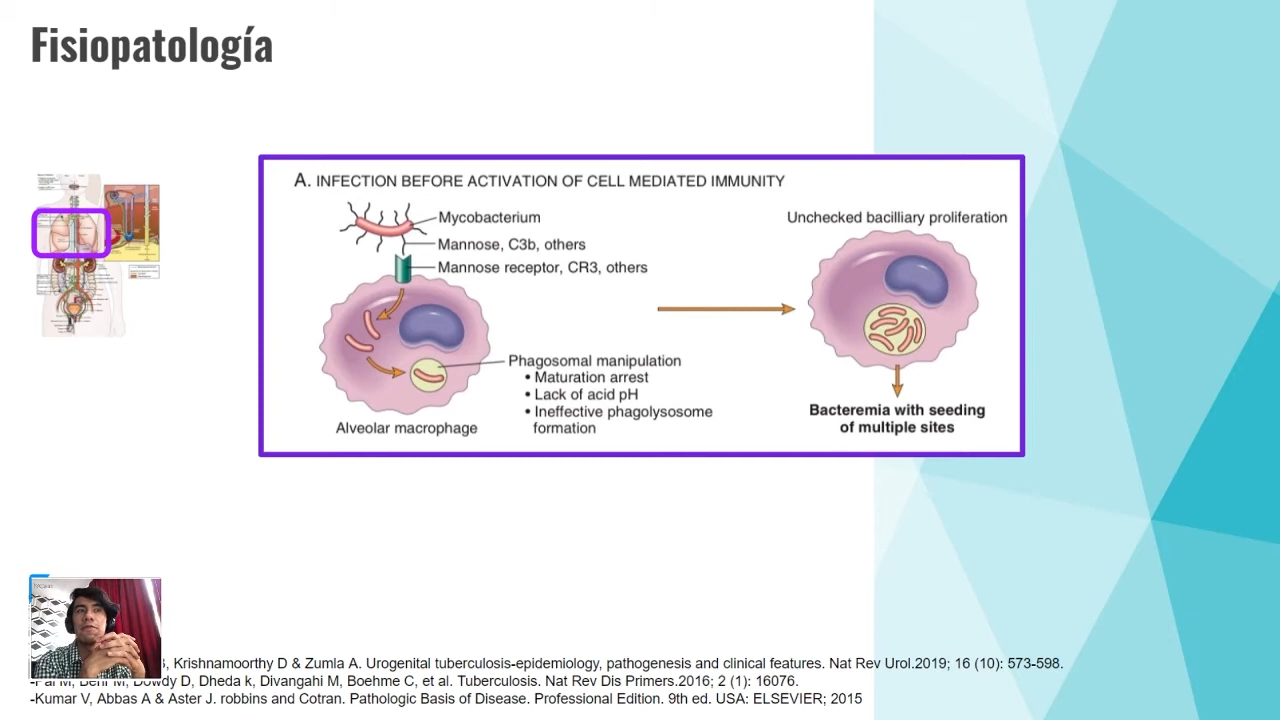 Fisiopatología
A. INFECTION BEFORE ACTIVATION OF CELL MEDIATED IMMUNITY
Mycobacterium
Unchecked bacilliary proliferation
Mannose, C3b, others
Mannose receptor, CR3, others
Phagosomal manipulation
• Maturation arrest
• Lack of acid pH
• Ineffective phagolysosome
formation
Alveolar macrophage
Bacteremia with seeding
of multiple sites
, Krishnamoorthy D & Zumla A. Urogenital tuberculosis-epidemiology, pathogenesis and clinical features. Nat Rev Urol.2019; 16 (10): 573-598.
D, Dheda k, Divangahi M, Boehme C, et al. Tuberculosis. Nat Rev Dis Primers.2016; 2 (1): 16076.
-Kumar V, Abbas A & Aster J. robbins and Cotran. Pathologic Basis of Disease. Professional Edition. 9th ed. USA: ELSEVIER; 2015